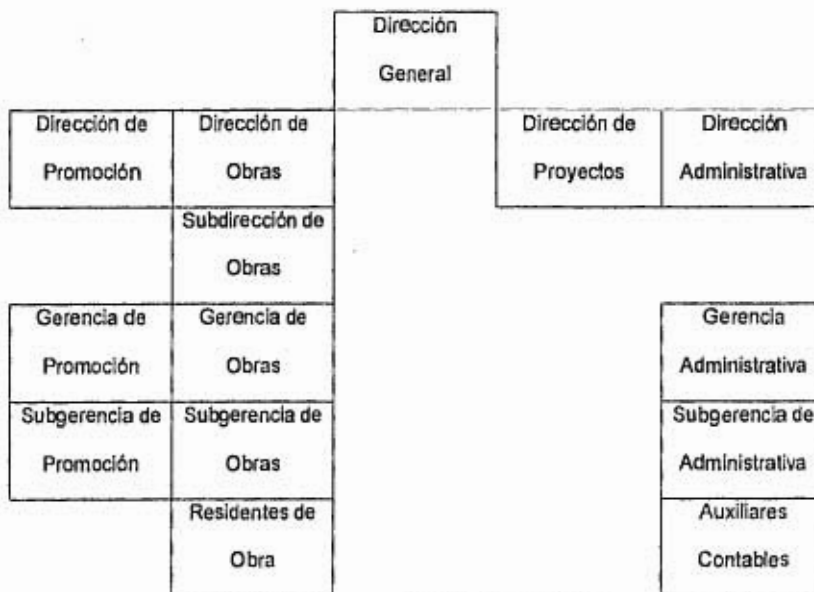 Dirección
General
Dirección de
Promoción
Dirección de
Obras
Dirección de
Proyectos
Dirección
Administrativa
Subdirección de
Obras
Gerencia de
Promoción
Gerencia de
Obras
Gerencia
Administrativa
Subgerencia de
Promoción
Subgerencia de
Obras
Subgerencia de
Administrativa
Residentes de
Obra
Auxiliares
Contables